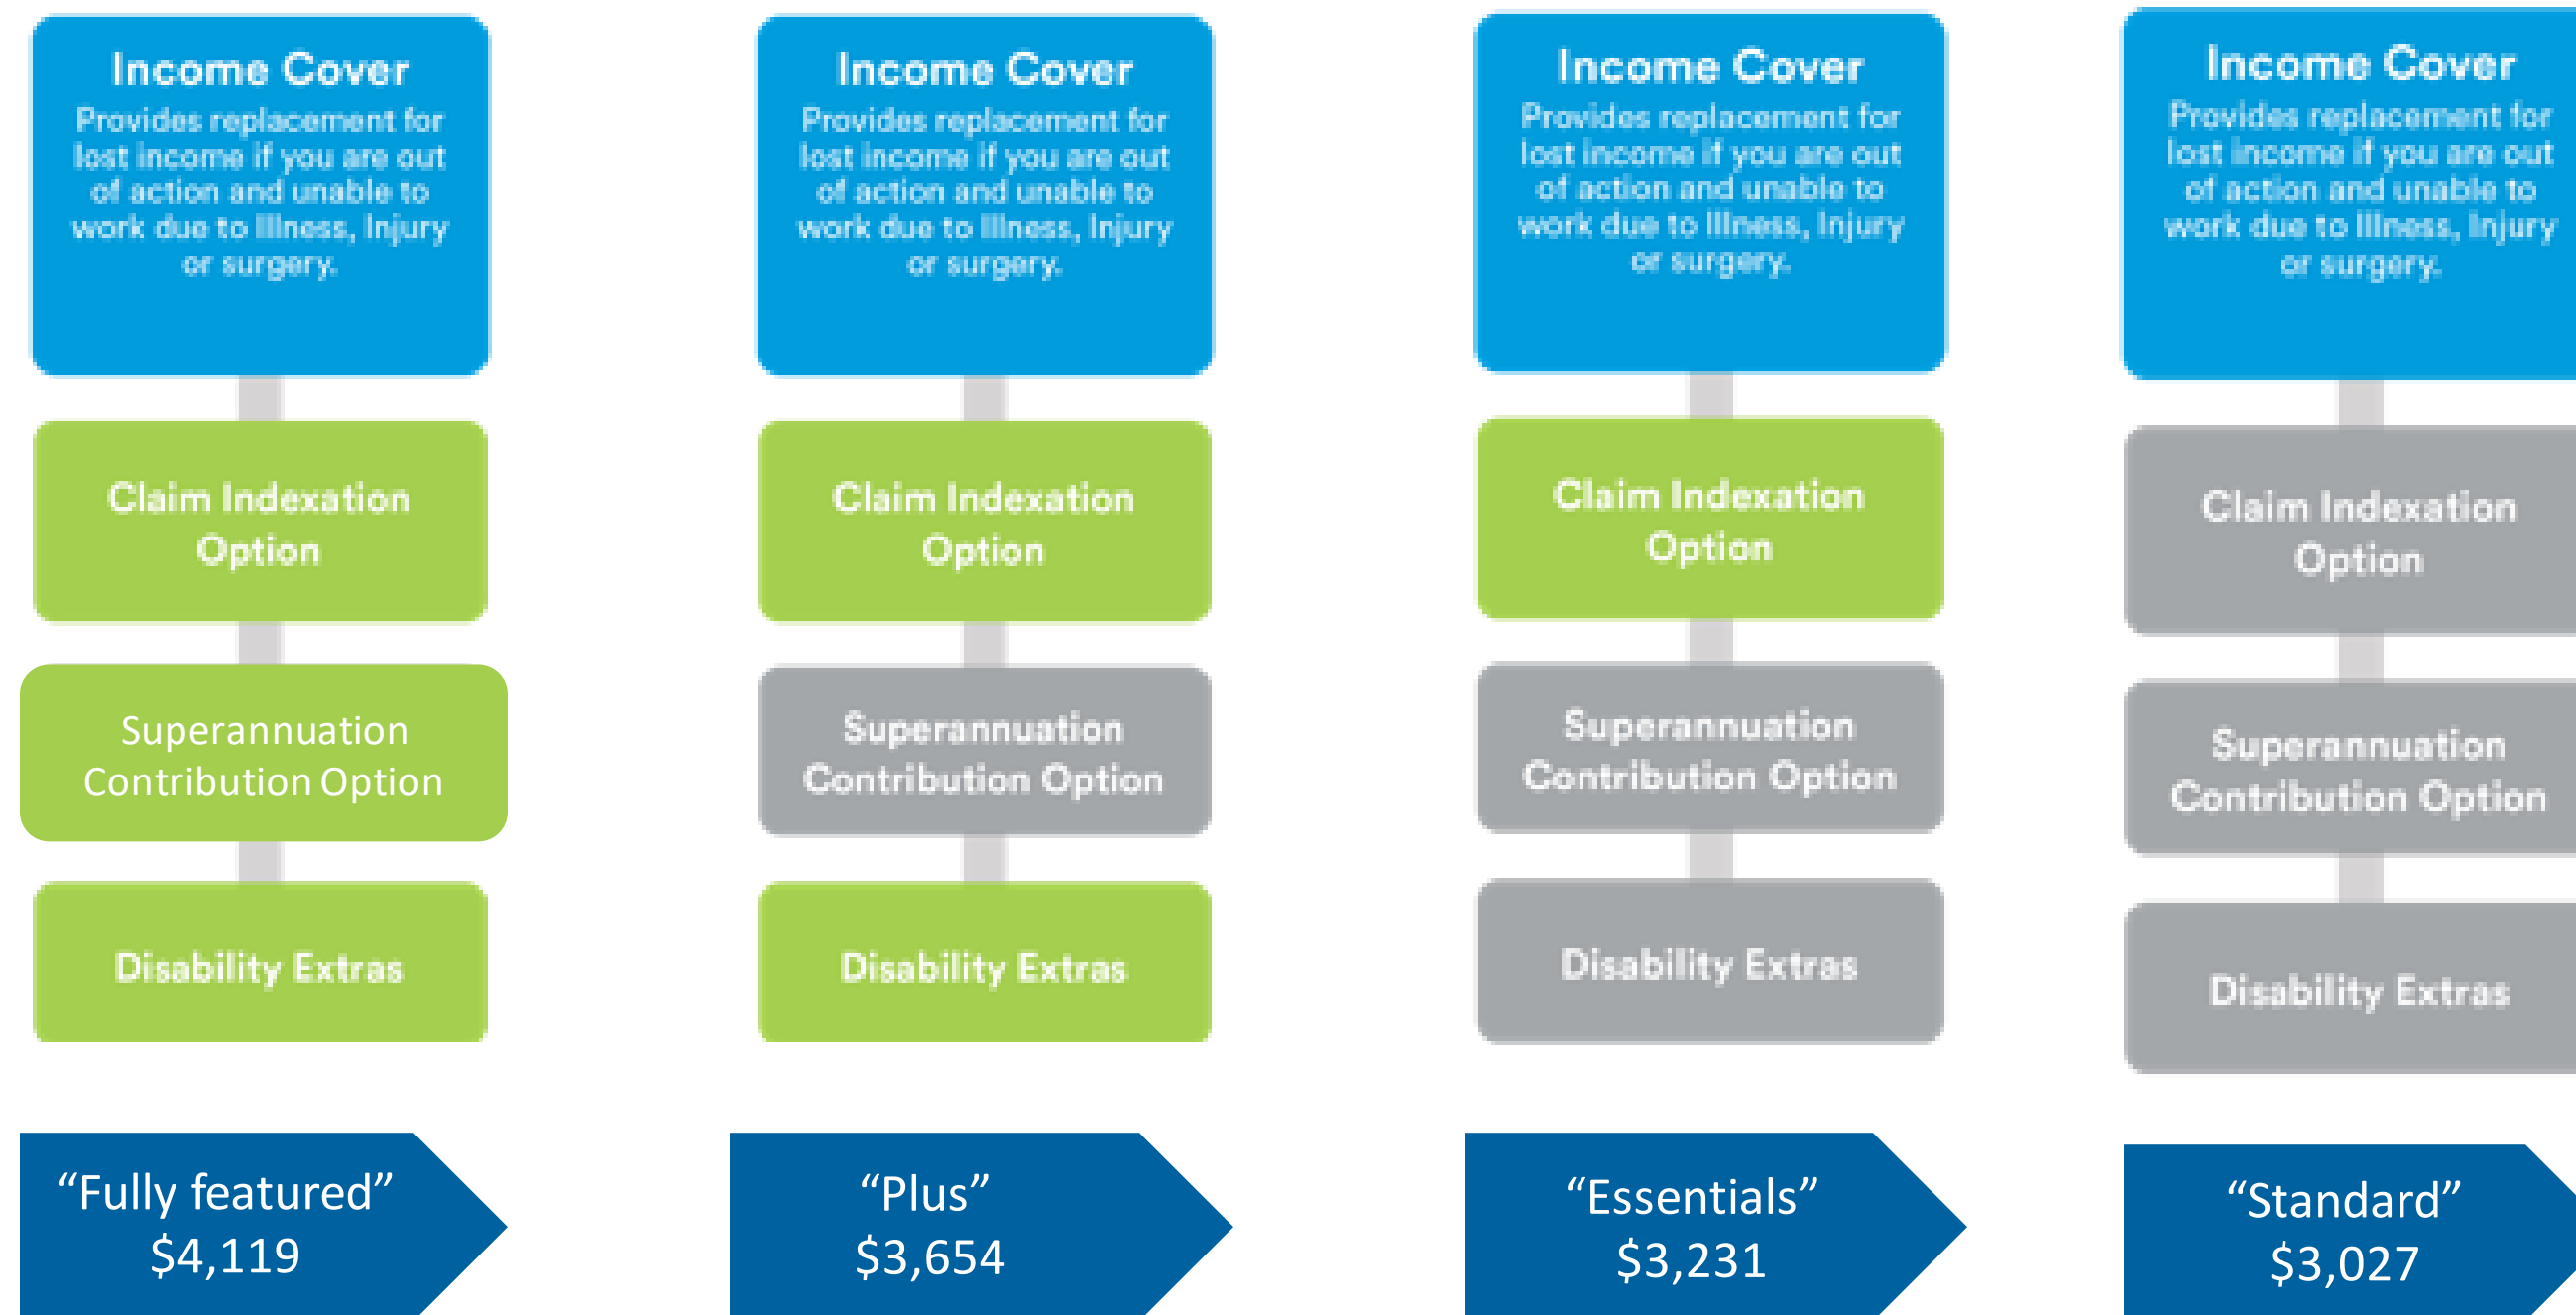 Income Cover
Provides replacement for
lost income if you are out
of action and unable to
work due to Illness, Injury
or surgery.
Claim Indexation
Option
Superannuation
Contribution Option
Disability Extras
“Fully featured”
$4,119
Income Cover
Provides replacement for
lost income if you are out
of action and unable to
work due to Illness, Injury
or surgery.
Claim Indexation
Option
Superannuation
Contribution Option
Disability Extras
“Plus”
$3,654
Income Cover
Provides replacement for
lost income if you are out
of action and unable to
work due to Illness, Injury
or surgery.
Claim Indexation
Option
Superannuation
Contribution Option
Disability Extras
“Essentials”
$3,231
Income Cover
Provides replacement for
lost income if you are out
of action and unable to
work due to Illness, Injury
or surgery.
Claim Indexation
Option
Superannuation
Contribution Option
Disability Extras
“Standard”
$3,027